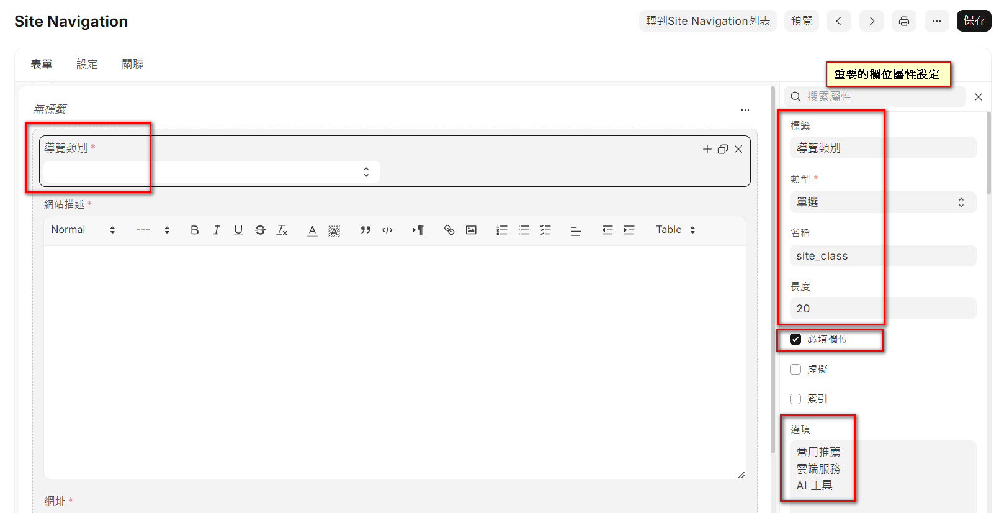 Site Navigation
轉到Site Navigation列表
預覽
...
保存
表單
設定
關聯
重要的欄位屬性設定
搜索屬性
無標籤
...
導覽類別 *
網站描述 *
Normal
---
B I U S Tx A A
Table
網址 *
標籤
導覽類別
類型 *
單選
名稱
site_class
長度
20
必填欄位
虛擬
索引
選項
常用推薦
雲端服務
AI 工具